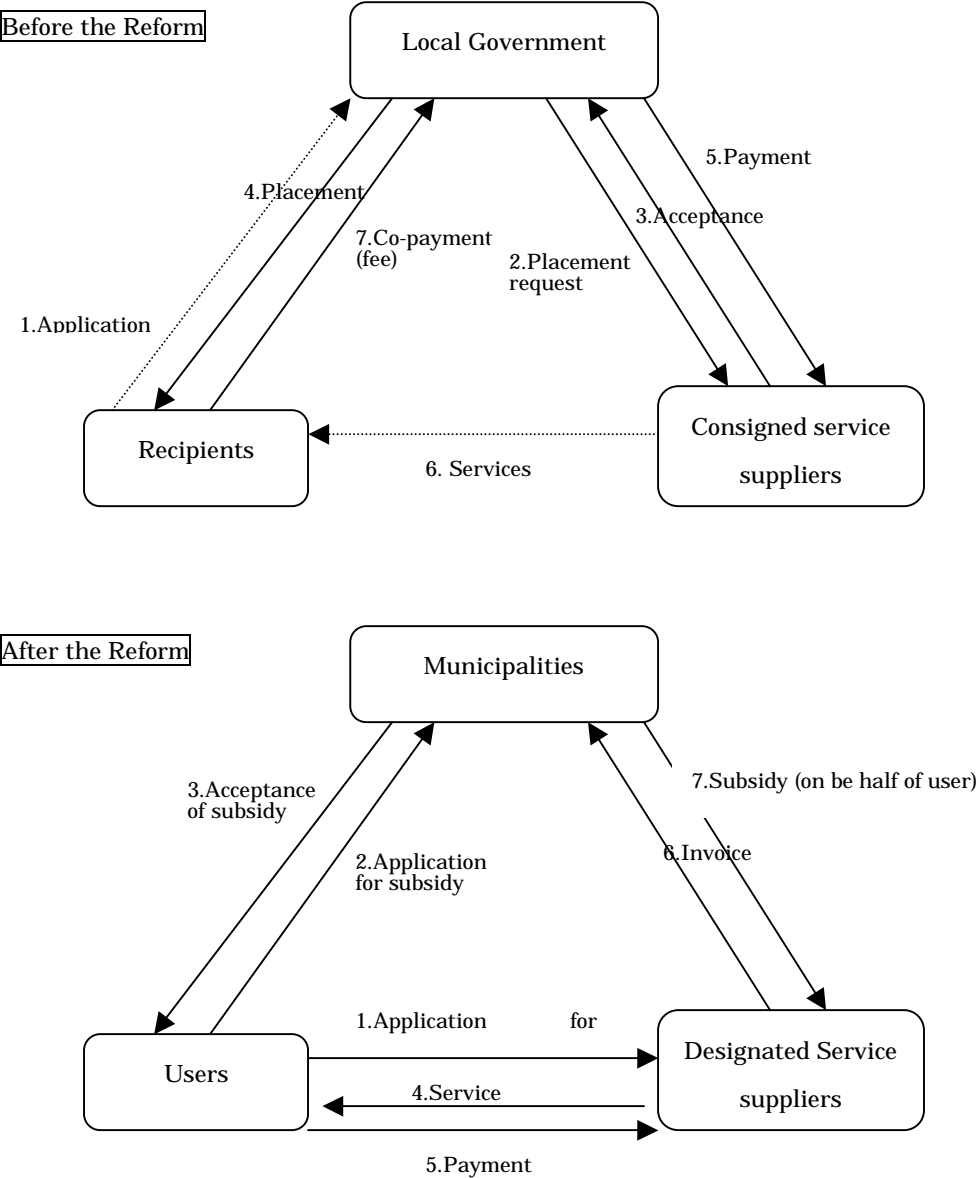 Before the Reform
Local Government
5.Payment
4.Placement
3.Acceptance
7.Co-payment
(fee)
2.Placement
request
1.Application
Recipients
Consigned service
suppliers
6. Services
After the Reform
Municipalities
3.Acceptance
of subsidy
7.Subsidy (on be half of user)
6.Invoice
2.Application
for subsidy
1.Application for
Users
Designated Service
suppliers
4.Service
5.Payment